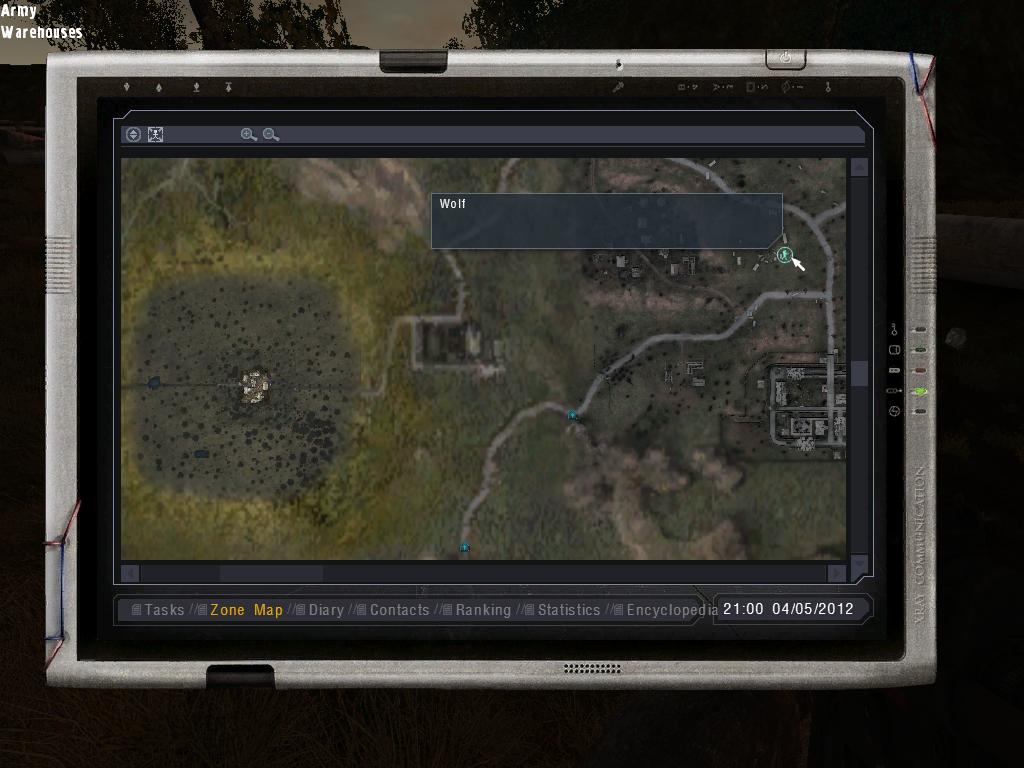 Army
Warehouses
Wolf
Tasks // Zone Map // Diary // Contacts // Ranking // Statistics // Encyclopedia
21:00 04/05/2012
XRAY COMMUNICATION